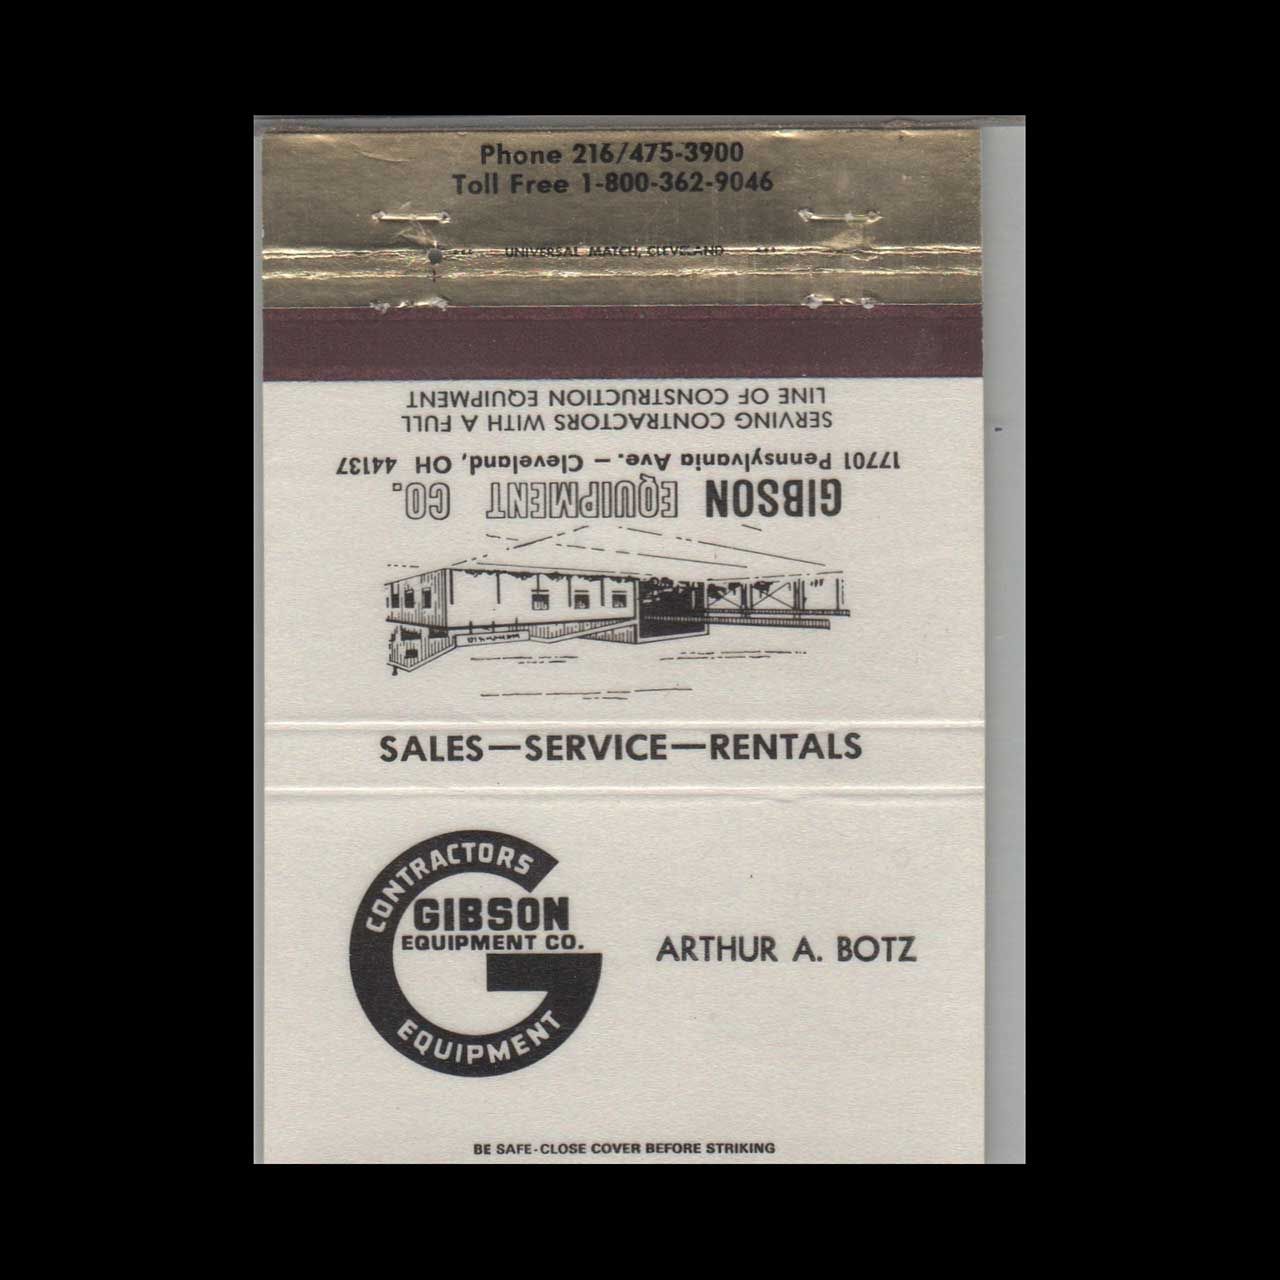 Phone 216/475-3900
Toll Free 1-800-362-9046
UNIVERSAL MATCH, CLEVELAND
GIBSON EQUIPMENT CO.
17701 Pennsylvania Ave. – Cleveland, OH 44137
SERVING CONTRACTORS WITH A FULL
LINE OF CONSTRUCTION EQUIPMENT
SALES—SERVICE—RENTALS
CONTRACTORS
GIBSON
EQUIPMENT CO.
EQUIPMENT
ARTHUR A. BOTZ
BE SAFE-CLOSE COVER BEFORE STRIKING